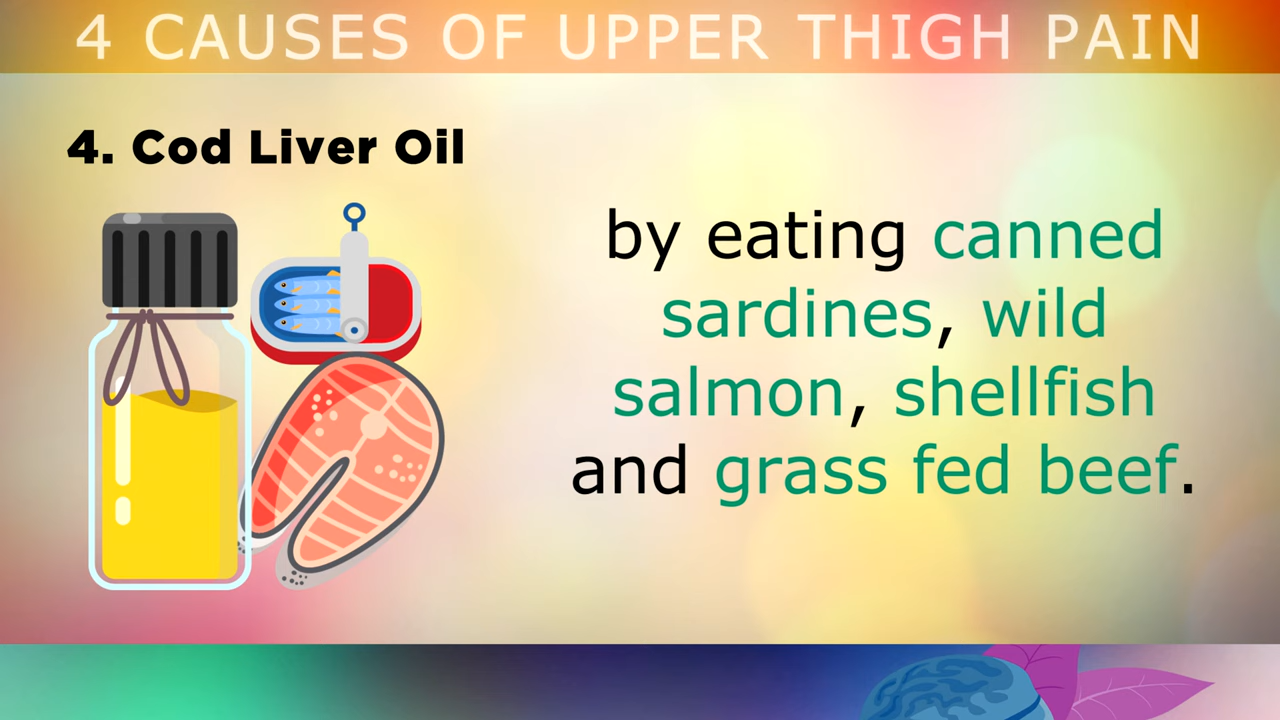 4 CAUSES OF UPPER THIGH PAIN
4. Cod Liver Oil
by eating canned
sardines, wild
salmon, shellfish
and grass fed beef.